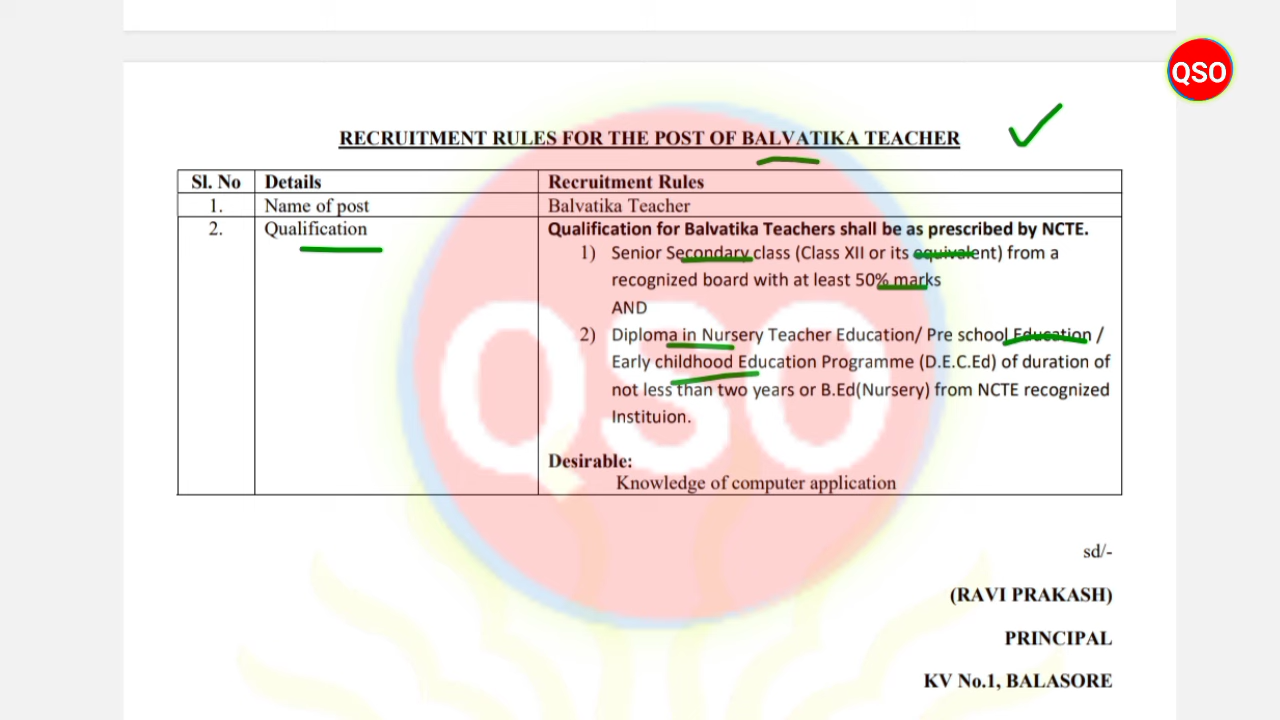 QSO
RECRUITMENT RULES FOR THE POST OF BALVATIKA TEACHER
Sl. No Details Recruitment Rules
1. Name of post Balvatika Teacher
2. Qualification Qualification for Balvatika Teachers shall be as prescribed by NCTE.
1) Senior Secondary class (Class XII or its equivalent) from a
recognized board with at least 50% marks
AND
2) Diploma in Nursery Teacher Education/ Pre school Education /
Early childhood Education Programme (D.E.C.Ed) of duration of
not less than two years or B.Ed(Nursery) from NCTE recognized
Instituion.
Desirable:
Knowledge of computer application
QSO
sd/-
(RAVI PRAKASH)
PRINCIPAL
KV No.1, BALASORE